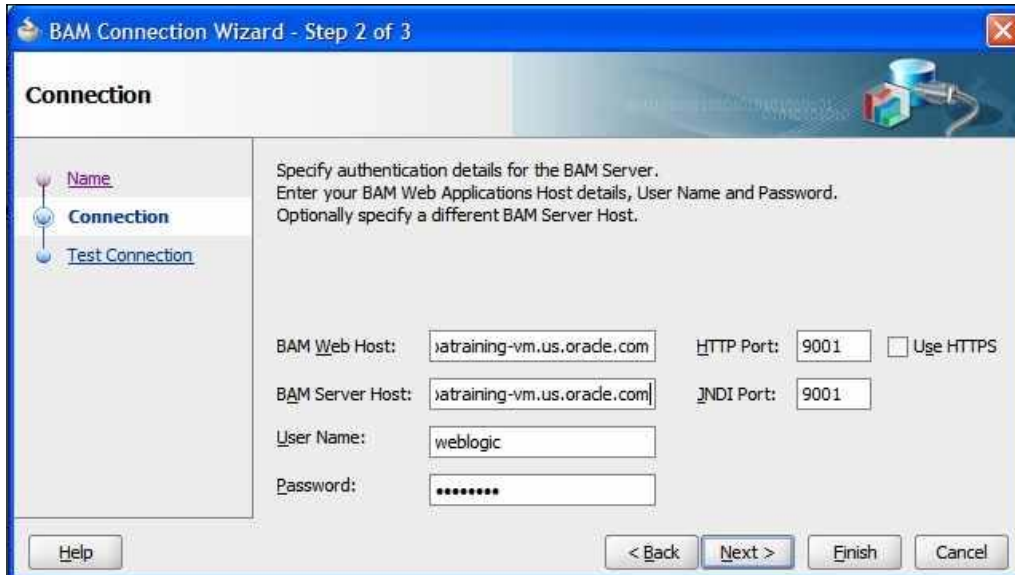 BAM Connection Wizard - Step 2 of 3
Connection
Name
Connection
Test Connection
Specify authentication details for the BAM Server.
Enter your BAM Web Applications Host details, User Name and Password.
Optionally specify a different BAM Server Host.
BAM Web Host: atraining-vm.us.oracle.com HTTP Port: 9001 Use HTTPS
BAM Server Host: atraining-vm.us.oracle.com JNDI Port: 9001
User Name: weblogic
Password: ••••••••
Help < Back Next > Finish Cancel